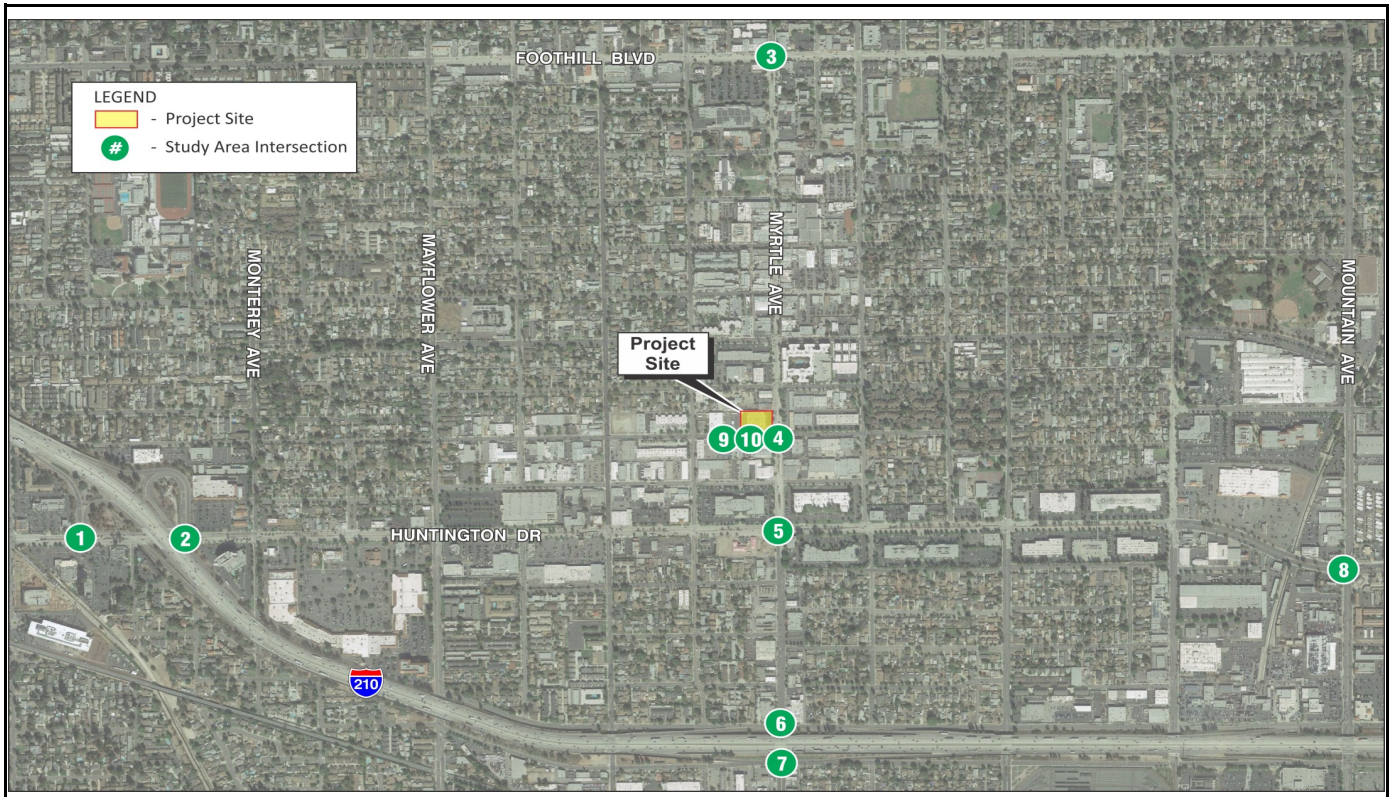 FOOTHILL BLVD
3
LEGEND
- Project Site
# - Study Area Intersection
MONTEREY AVE
MAYFLOWER AVE
MYRTLE AVE
MOUNTAIN AVE
Project
Site
9 10 4
1
2
HUNTINGTON DR
5
8
210
6
7